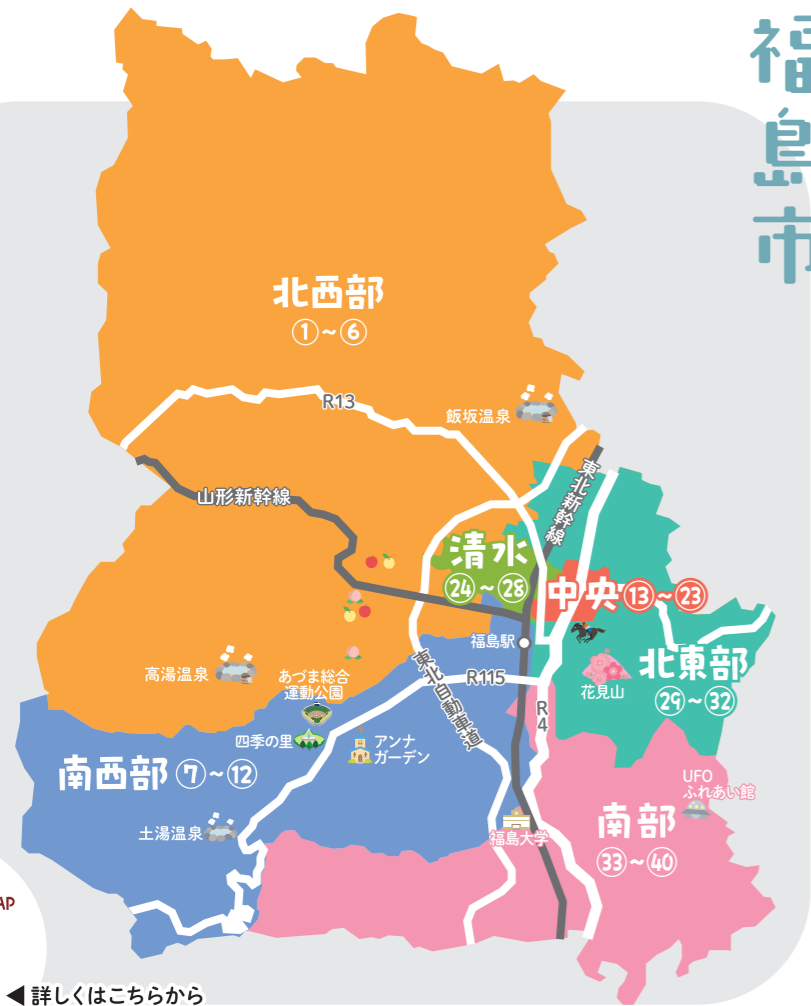 福島市
北西部
①～⑥
R13
飯坂温泉
山形新幹線
東北新幹線
清水
㉔～㉘
中央 ⑬～㉓
福島駅
北東部
㉙～㉜
花見山
高湯温泉
あづま総合
運動公園
東北自動車道
R115
R4
四季の里
アンナ
ガーデン
南西部 ⑦～⑫
UFO
ふれあい館
南部
㉝～㊵
土湯温泉
福島大学
AP
◀ 詳しくはこちらから